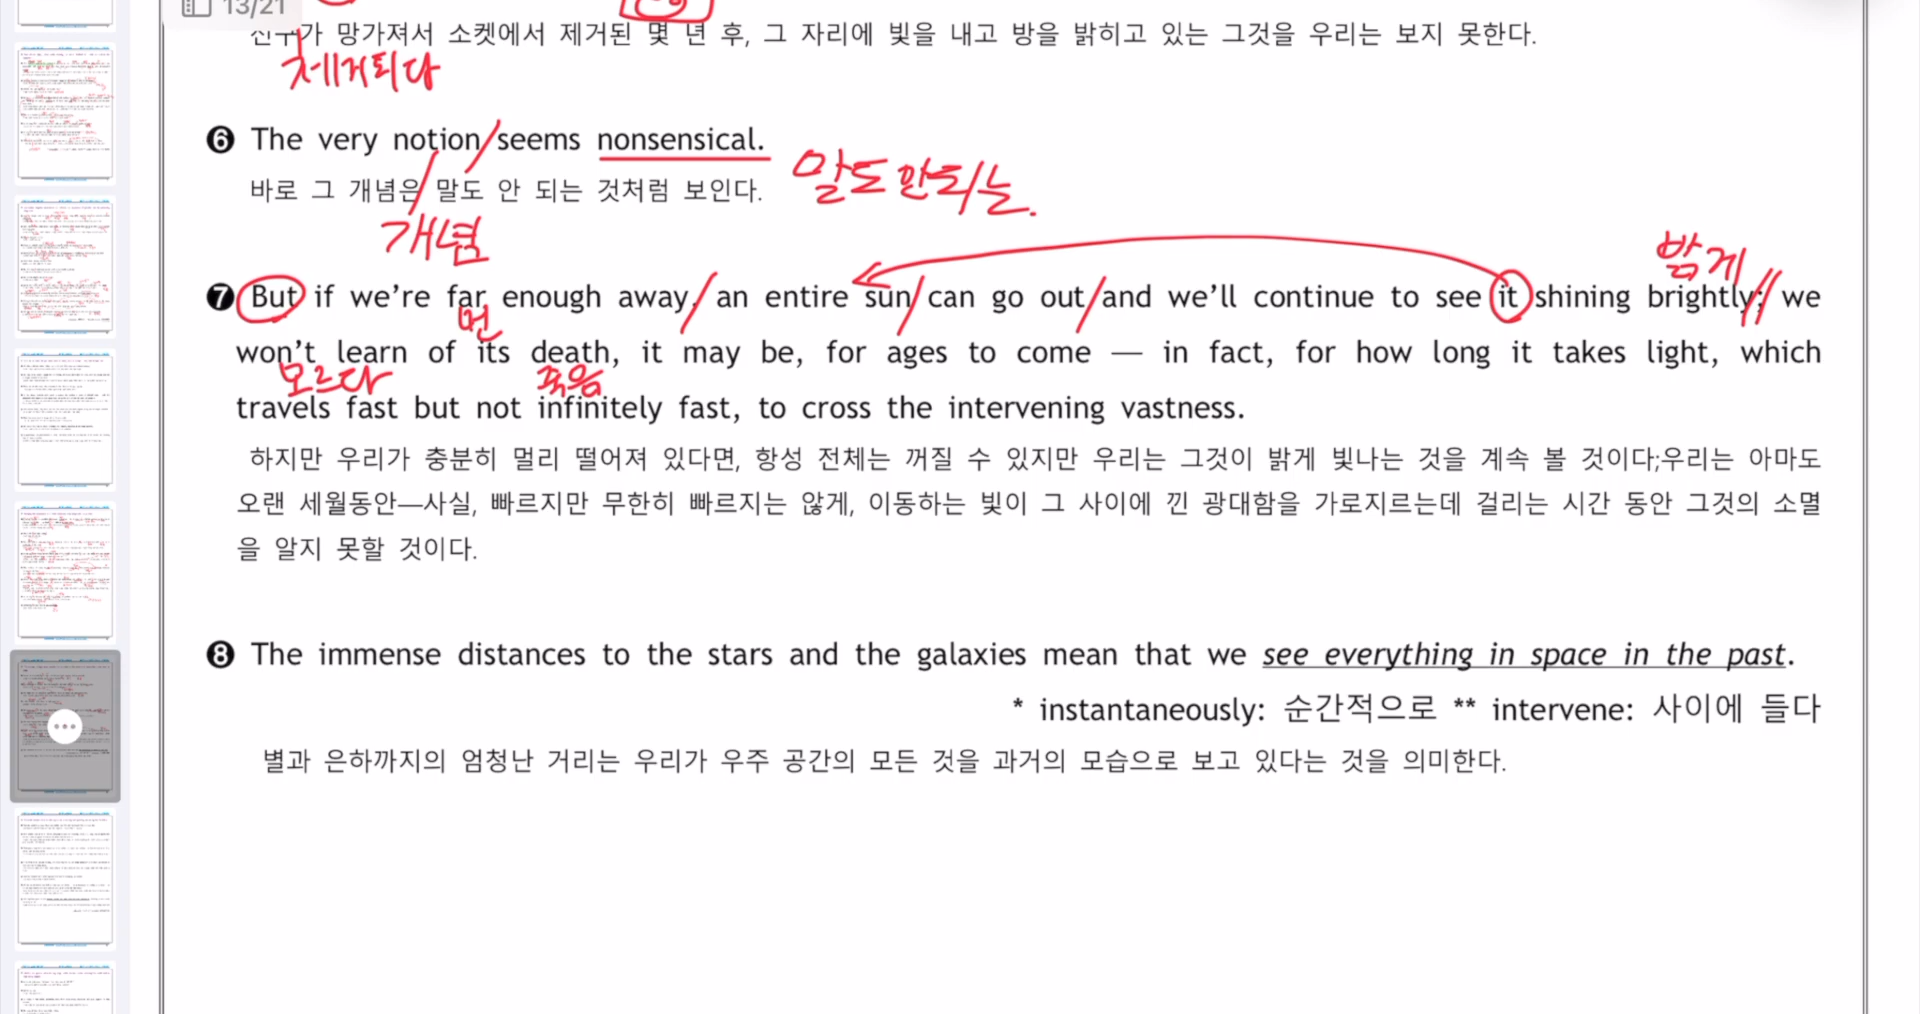 13/21
전구가 망가져서 소켓에서 제거된 몇 년 후, 그 자리에 빛을 내고 방을 밝히고 있는 그것을 우리는 보지 못한다.
제거되다
❻ The very notion/seems nonsensical.
말도안되는.
바로 그 개념은 말도 안 되는 것처럼 보인다.
개념
밝게
❼ But if we’re far enough away,/an entire sun/can go out/and we’ll continue to see it shining brightly;//we
먼
won’t learn of its death, it may be, for ages to come — in fact, for how long it takes light, which
모르다 죽음
travels fast but not infinitely fast, to cross the intervening vastness.
하지만 우리가 충분히 멀리 떨어져 있다면, 항성 전체는 꺼질 수 있지만 우리는 그것이 밝게 빛나는 것을 계속 볼 것이다;우리는 아마도
오랜 세월동안—사실, 빠르지만 무한히 빠르지는 않게, 이동하는 빛이 그 사이에 낀 광대함을 가로지르는데 걸리는 시간 동안 그것의 소멸
을 알지 못할 것이다.
❽ The immense distances to the stars and the galaxies mean that we see everything in space in the past.
* instantaneously: 순간적으로 ** intervene: 사이에 들다
별과 은하까지의 엄청난 거리는 우리가 우주 공간의 모든 것을 과거의 모습으로 보고 있다는 것을 의미한다.